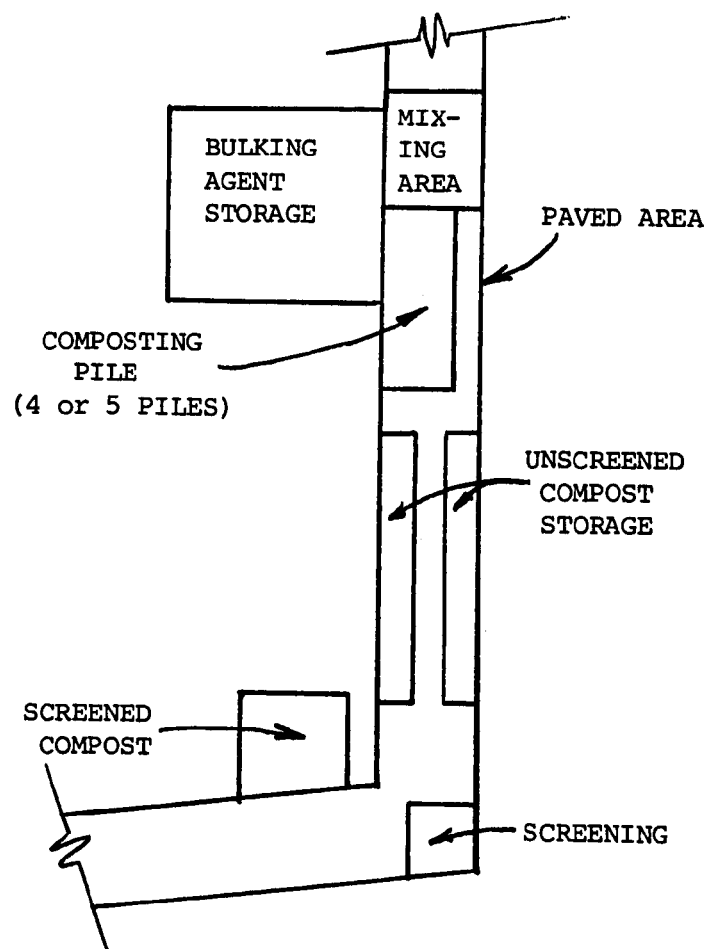 MIX-
ING
AREA
BULKING
AGENT
STORAGE
PAVED AREA
COMPOSTING
PILE
(4 or 5 PILES)
UNSCREENED
COMPOST
STORAGE
SCREENED
COMPOST
SCREENING